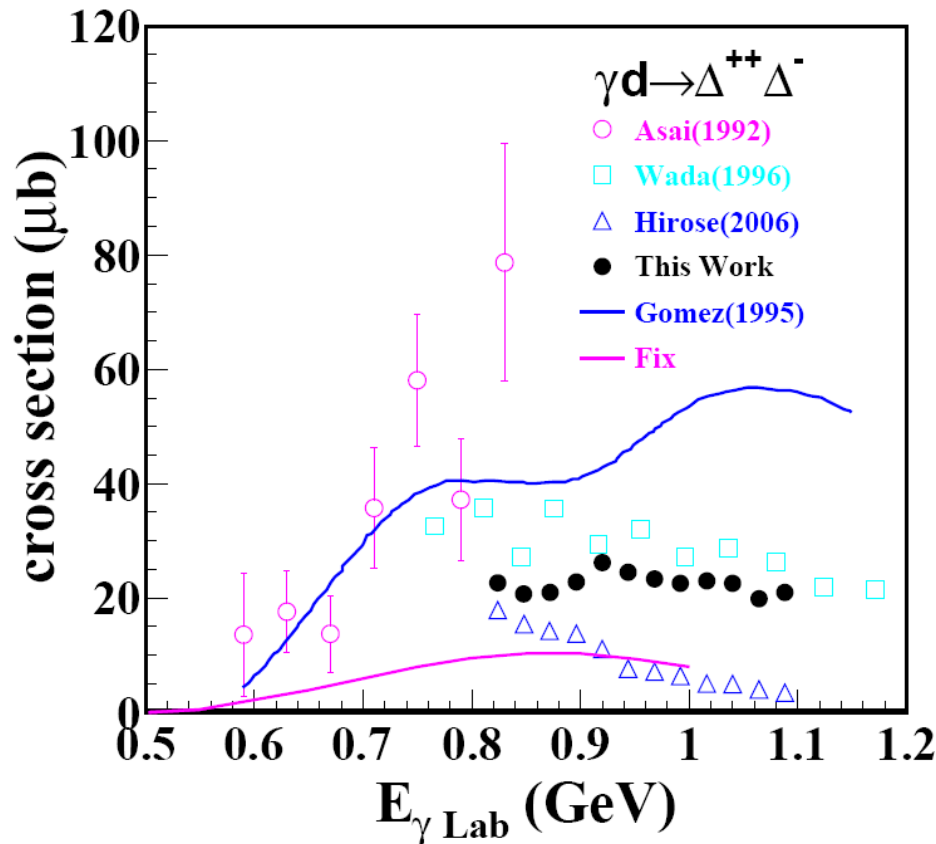 120
100
80
60
40
20
0
cross section (μb)
γd→Δ⁺⁺Δ⁻
Asai(1992)
Wada(1996)
Hirose(2006)
This Work
Gomez(1995)
Fix
0.5 0.6 0.7 0.8 0.9 1 1.1 1.2
E_γ Lab (GeV)